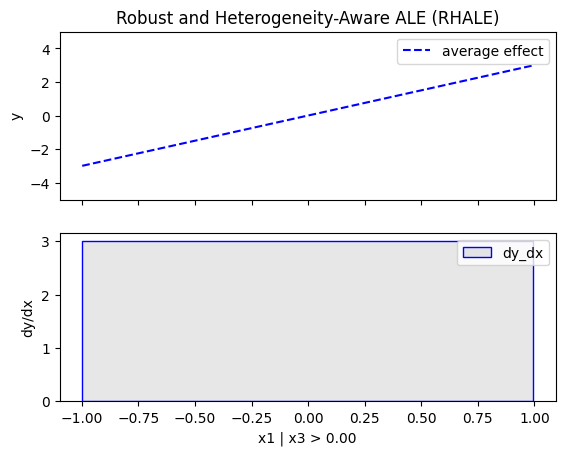 Robust and Heterogeneity-Aware ALE (RHALE)
4
2
0
−2
−4
y
average effect
3
2
1
0
dy/dx
dy_dx
−1.00 −0.75 −0.50 −0.25 0.00 0.25 0.50 0.75 1.00
x1 | x3 > 0.00